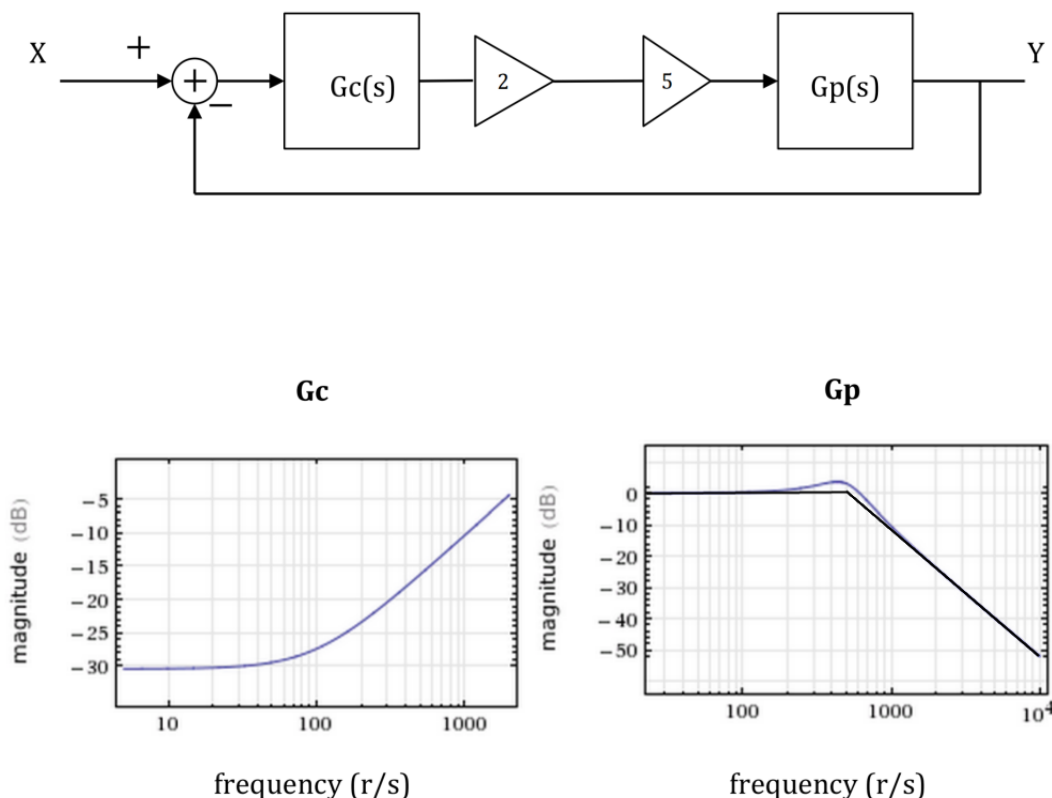 X + Y
+ Gc(s) 2 5 Gp(s)
−
Gc Gp
magnitude (dB)
−5
−10
−15
−20
−25
−30
10 100 1000
frequency (r/s)
magnitude (dB)
0
−10
−20
−30
−40
−50
100 1000 10⁴
frequency (r/s)